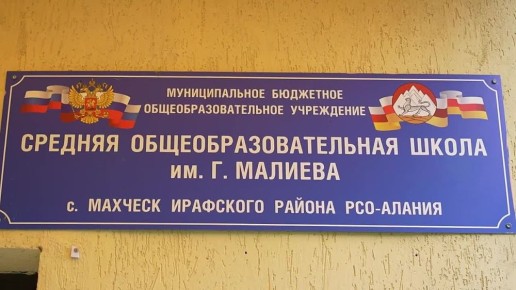 МУНИЦИПАЛЬНОЕ БЮДЖЕТНОЕ
ОБЩЕОБРАЗОВАТЕЛЬНОЕ УЧРЕЖДЕНИЕ
СРЕДНЯЯ ОБЩЕОБРАЗОВАТЕЛЬНАЯ ШКОЛА
им. Г. МАЛИЕВА
с. МАХЧЕСК ИРАФСКОГО РАЙОНА РСО-АЛАНИЯ